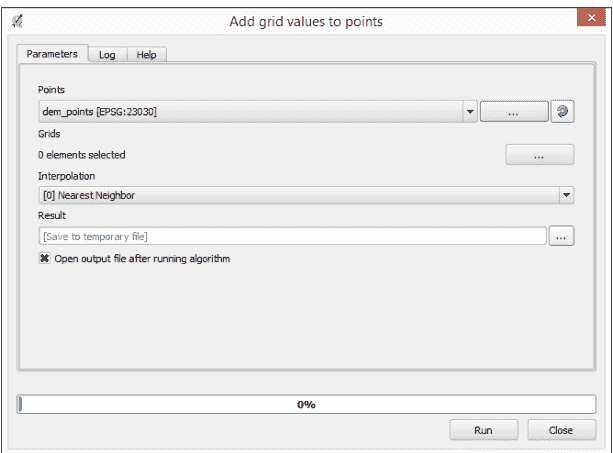 Add grid values to points
Parameters Log Help
Points
dem_points [EPSG:23030]
...
Grids
0 elements selected
...
Interpolation
[0] Nearest Neighbor
Result
[Save to temporary file]
...
Open output file after running algorithm
0%
Run Close